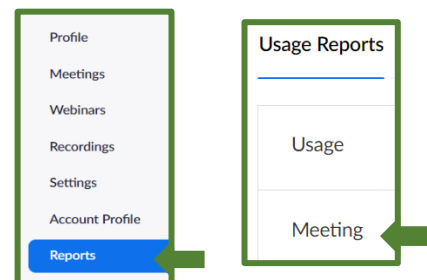 Profile
Meetings
Webinars
Recordings
Settings
Account Profile
Reports
Usage Reports
Usage
Meeting